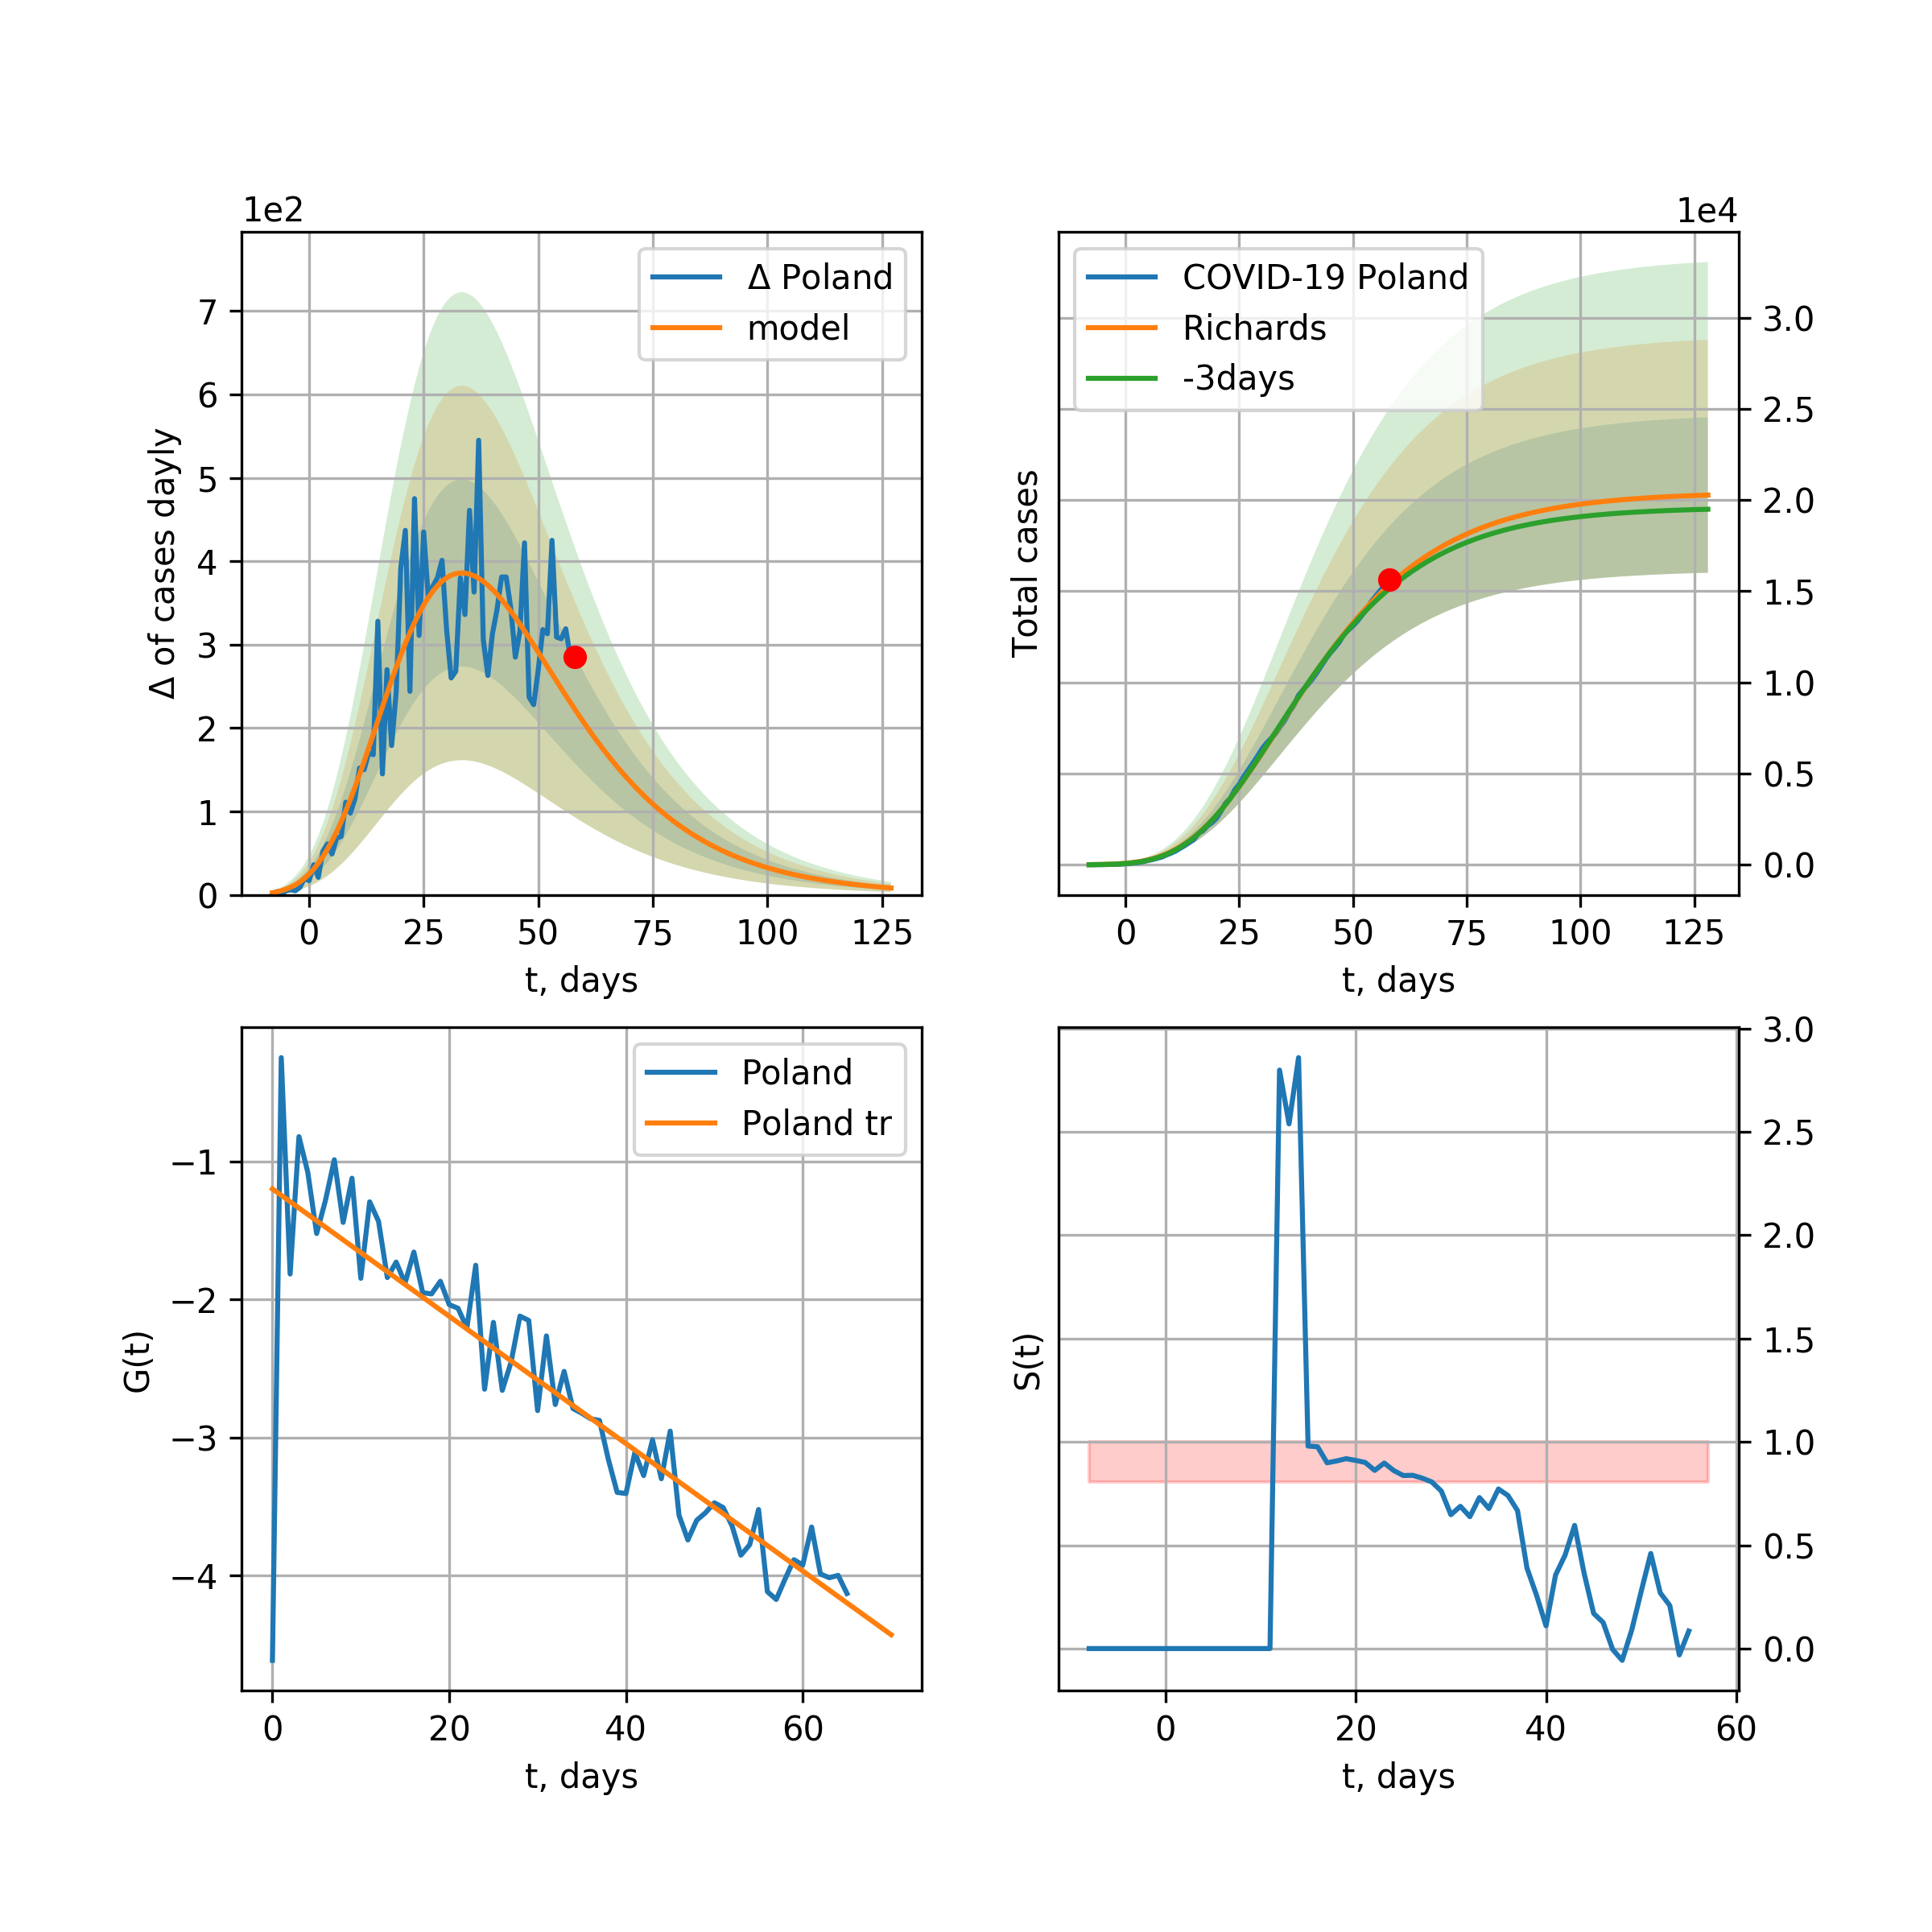 1e2
Δ of cases dayly
7
6
5
4
3
2
1
0
Δ Poland
model
0 25 50 75 100 125
t, days
1e4
Total cases
COVID-19 Poland
Richards
-3days
3.0
2.5
2.0
1.5
1.0
0.5
0.0
0 25 50 75 100 125
t, days
G(t)
−1
−2
−3
−4
Poland
Poland tr
0 20 40 60
t, days
S(t)
3.0
2.5
2.0
1.5
1.0
0.5
0.0
0 20 40 60
t, days